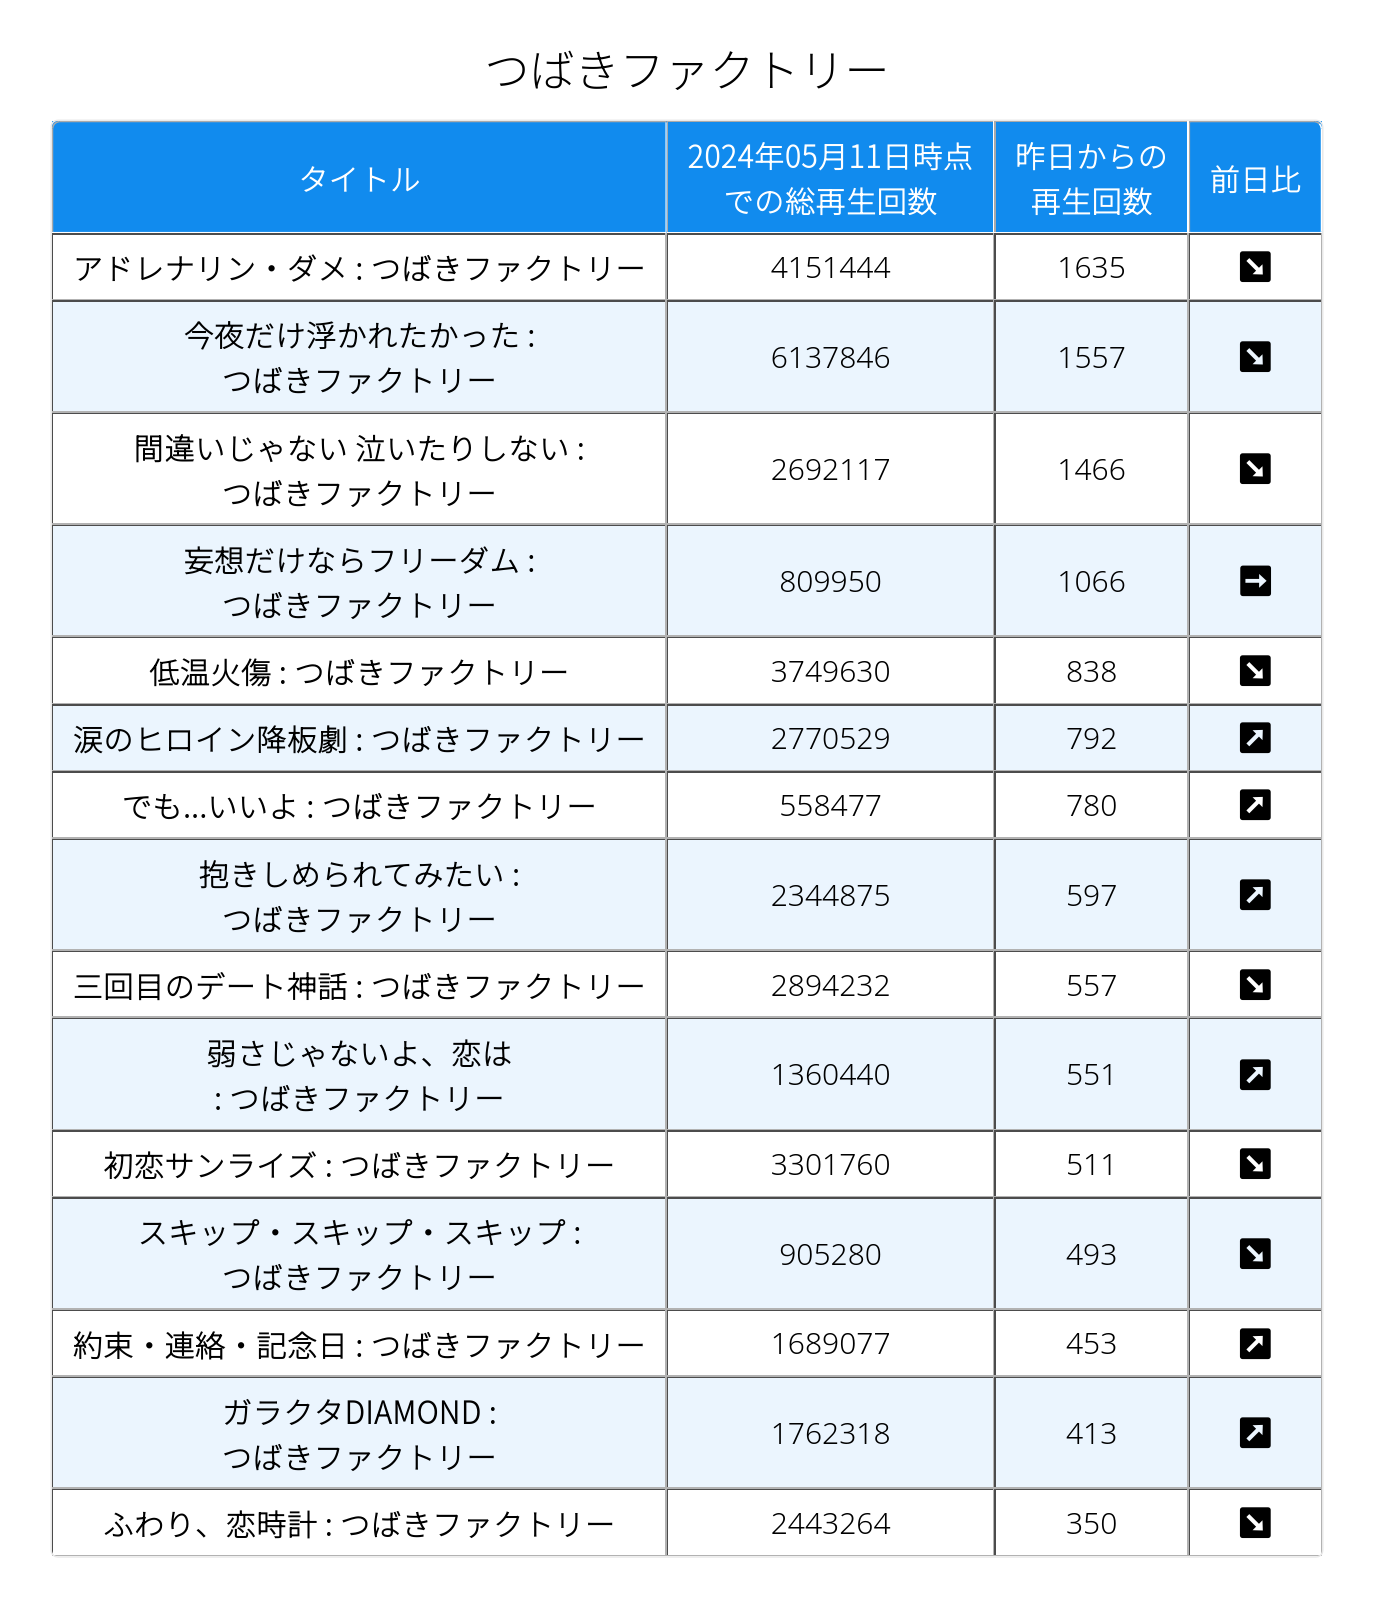 つばきファクトリー
タイトル
2024年05月11日時点
での総再生回数
昨日からの
再生回数
前日比
アドレナリン・ダメ : つばきファクトリー
4151444
1635
↘
今夜だけ浮かれたかった :
つばきファクトリー
6137846
1557
↘
間違いじゃない 泣いたりしない :
つばきファクトリー
2692117
1466
↘
妄想だけならフリーダム :
つばきファクトリー
809950
1066
→
低温火傷 : つばきファクトリー
3749630
838
↘
涙のヒロイン降板劇 : つばきファクトリー
2770529
792
↗
でも...いいよ : つばきファクトリー
558477
780
↗
抱きしめられてみたい :
つばきファクトリー
2344875
597
↗
三回目のデート神話 : つばきファクトリー
2894232
557
↘
弱さじゃないよ、恋は
: つばきファクトリー
1360440
551
↗
初恋サンライズ : つばきファクトリー
3301760
511
↘
スキップ・スキップ・スキップ :
つばきファクトリー
905280
493
↘
約束・連絡・記念日 : つばきファクトリー
1689077
453
↗
ガラクタDIAMOND :
つばきファクトリー
1762318
413
↗
ふわり、恋時計 : つばきファクトリー
2443264
350
↘